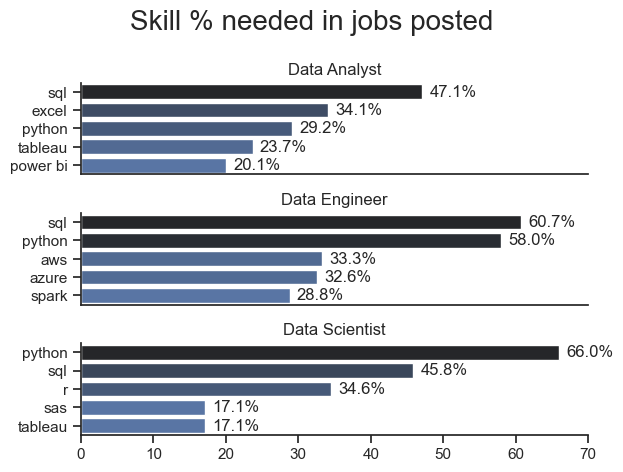 Skill % needed in jobs posted
Data Analyst
sql 47.1%
excel 34.1%
python 29.2%
tableau 23.7%
power bi 20.1%
Data Engineer
sql 60.7%
python 58.0%
aws 33.3%
azure 32.6%
spark 28.8%
Data Scientist
python 66.0%
sql 45.8%
r 34.6%
sas 17.1%
tableau 17.1%
0 10 20 30 40 50 60 70